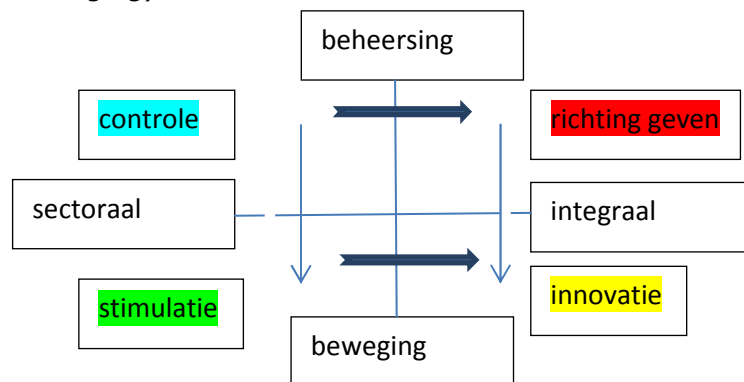 beheersing
controle
richting geven
sectoraal
integraal
stimulatie
innovatie
beweging